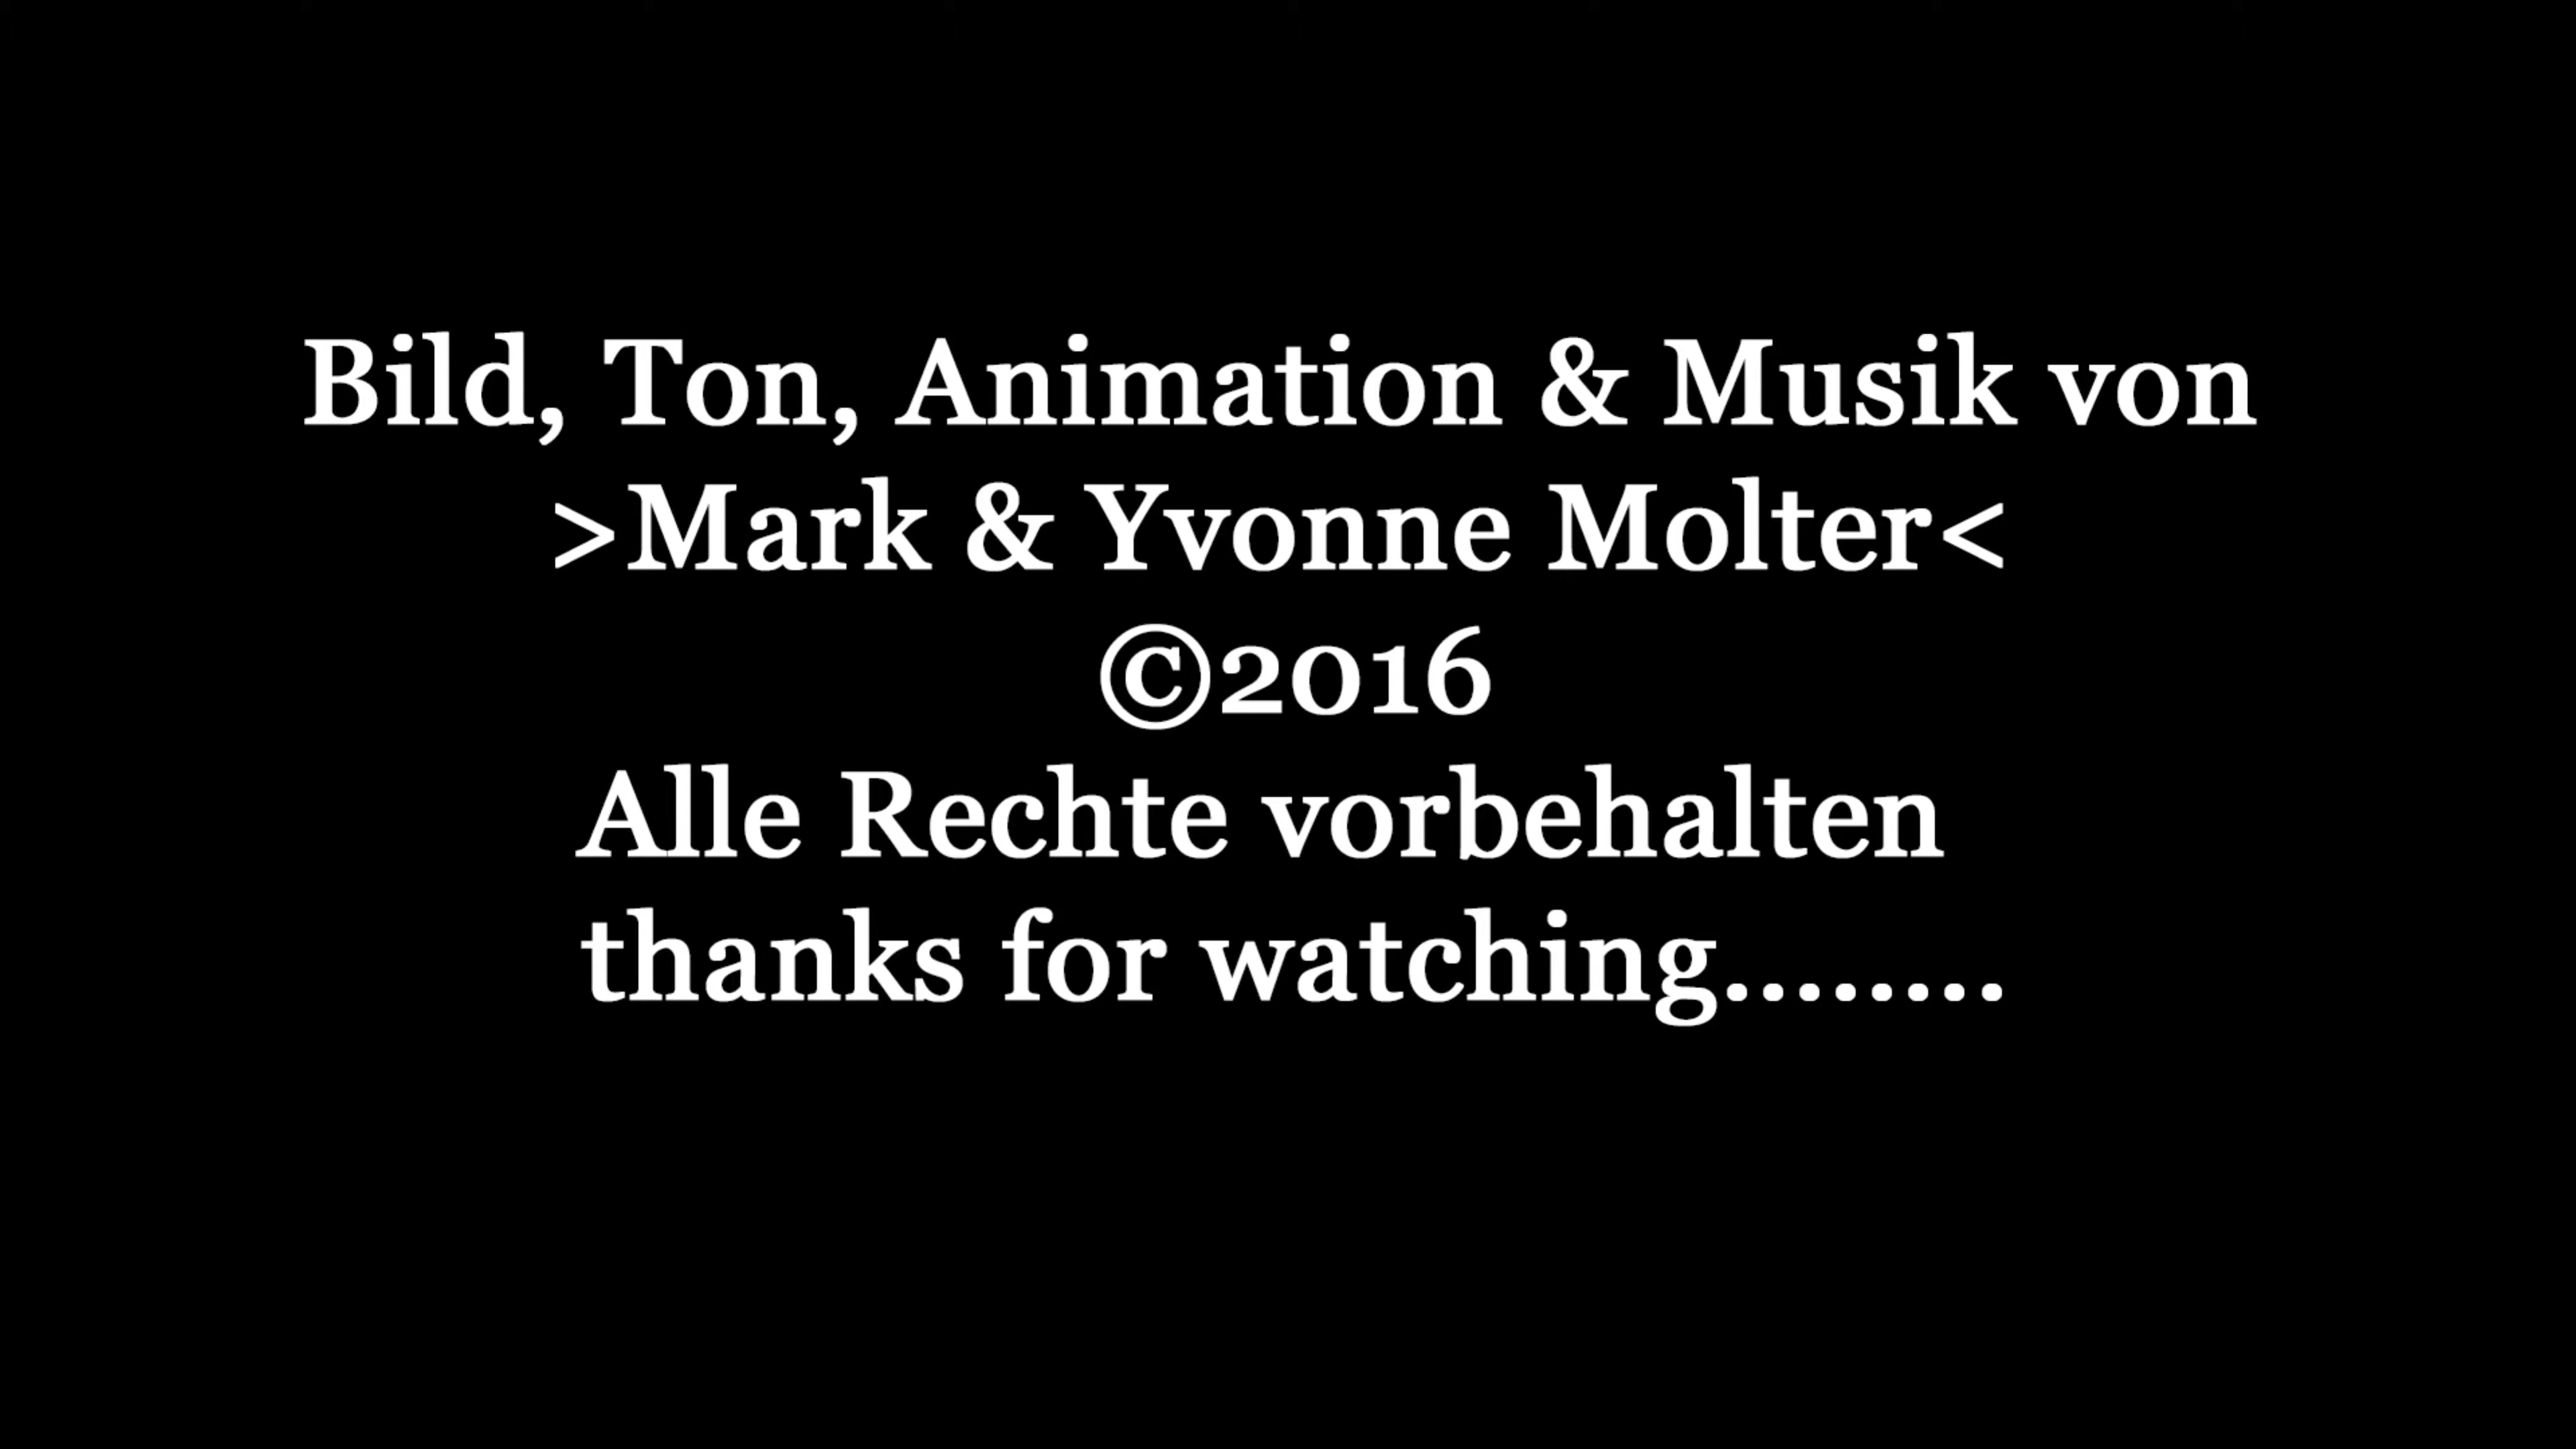 Bild, Ton, Animation & Musik von
>Mark & Yvonne Molter<
©2016
Alle Rechte vorbehalten
thanks for watching........